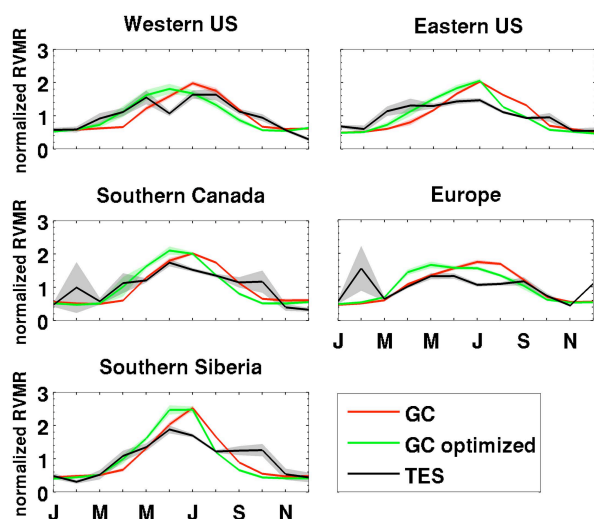 Western US
Eastern US
normalized RVMR
3
2
1
0
Southern Canada
Europe
normalized RVMR
3
2
1
0
J M M J S N
Southern Siberia
normalized RVMR
3
2
1
0
J M M J S N
GC
GC optimized
TES